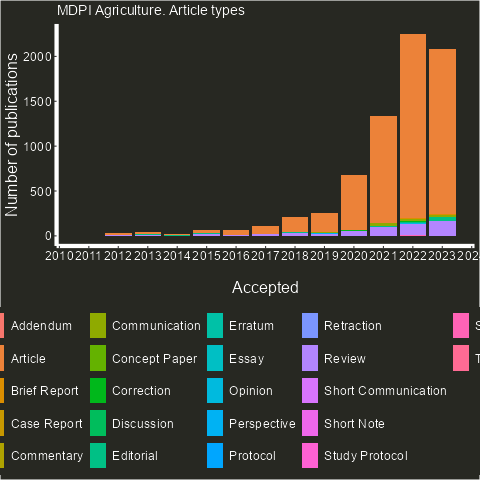 MDPI Agriculture. Article types
Number of publications
2000
1500
1000
500
0
2010 2011 2012 2013 2014 2015 2016 2017 2018 2019 2020 2021 2022 2023 202
Accepted
Addendum Communication Erratum Retraction S
Article Concept Paper Essay Review T
Brief Report Correction Opinion Short Communication
Case Report Discussion Perspective Short Note
Commentary Editorial Protocol Study Protocol